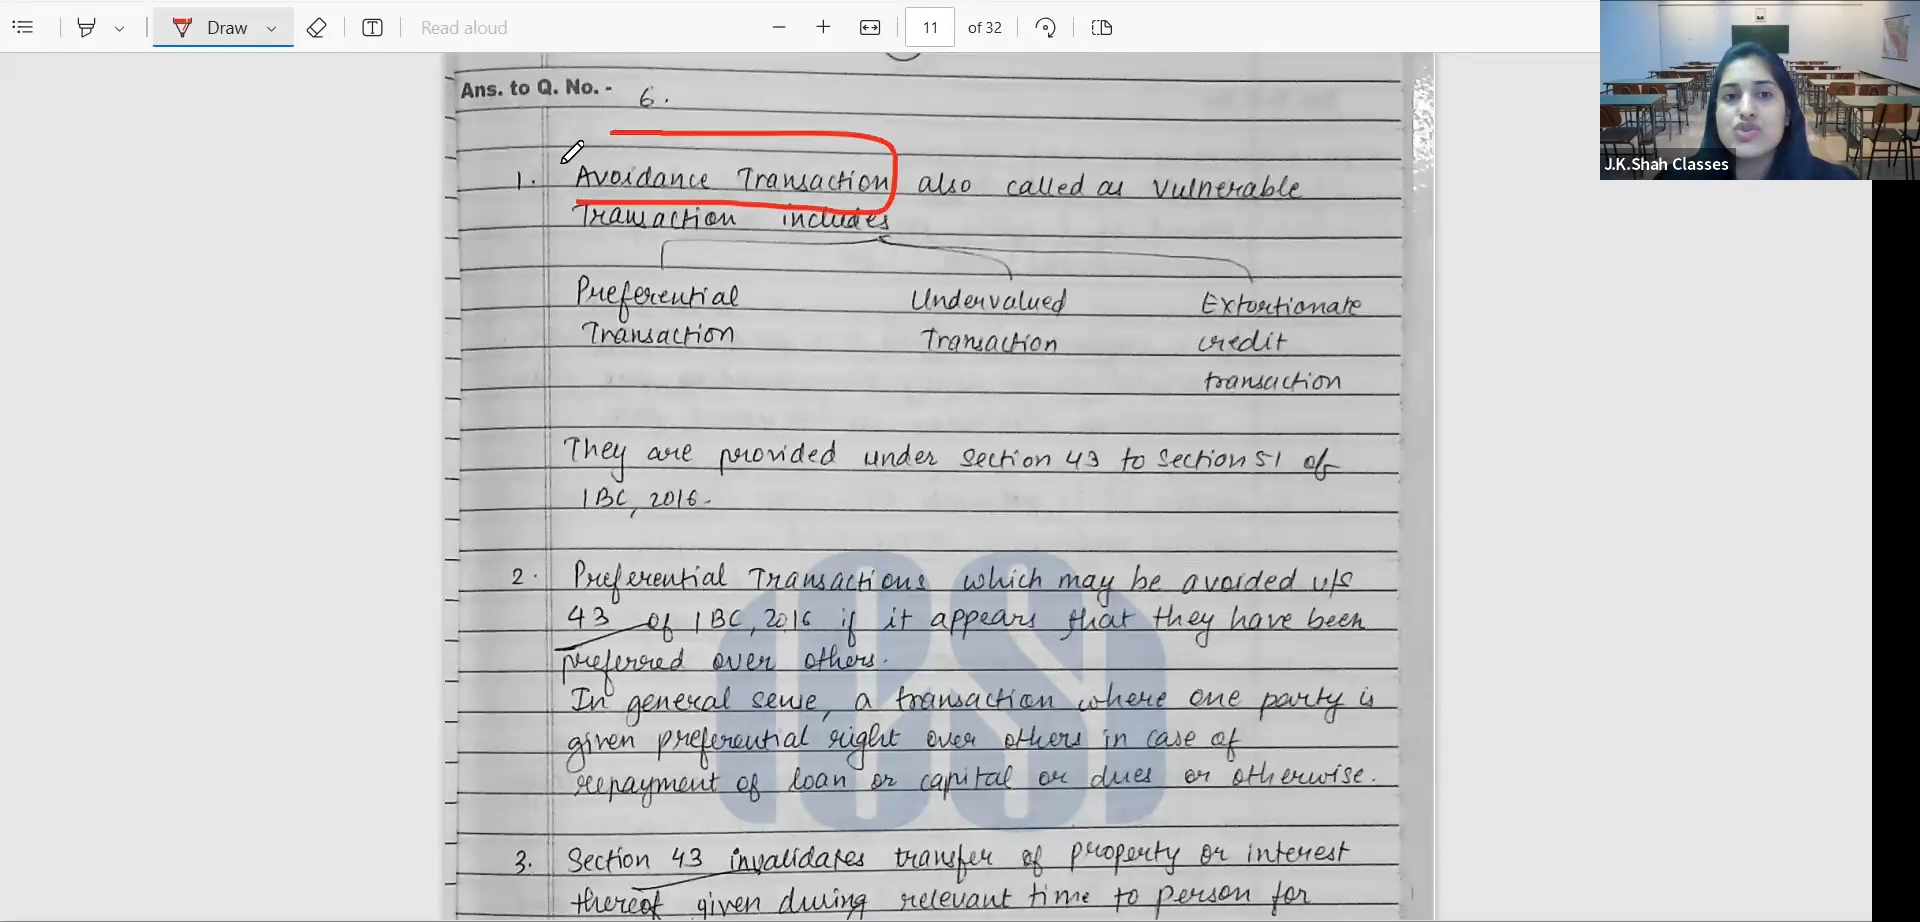 Draw
Read aloud
11 of 32
J.K.Shah Classes
Ans. to Q. No. - 6.
1. Avoidance Transaction also called as vulnerable
Transaction includes
Preferential Undervalued Extortionate
Transaction Transaction credit
transaction
They are provided under section 43 to section 51 of
IBC, 2016.
2. Preferential Transactions which may be avoided u/s
43 of IBC, 2016 if it appears that they have been
preferred over others.
In general sense, a transaction where one party is
given preferential right over others in case of
repayment of loan or capital or dues or otherwise.
3. Section 43 invalidates transfer of property or interest
thereof given during relevant time to person for
ICSI